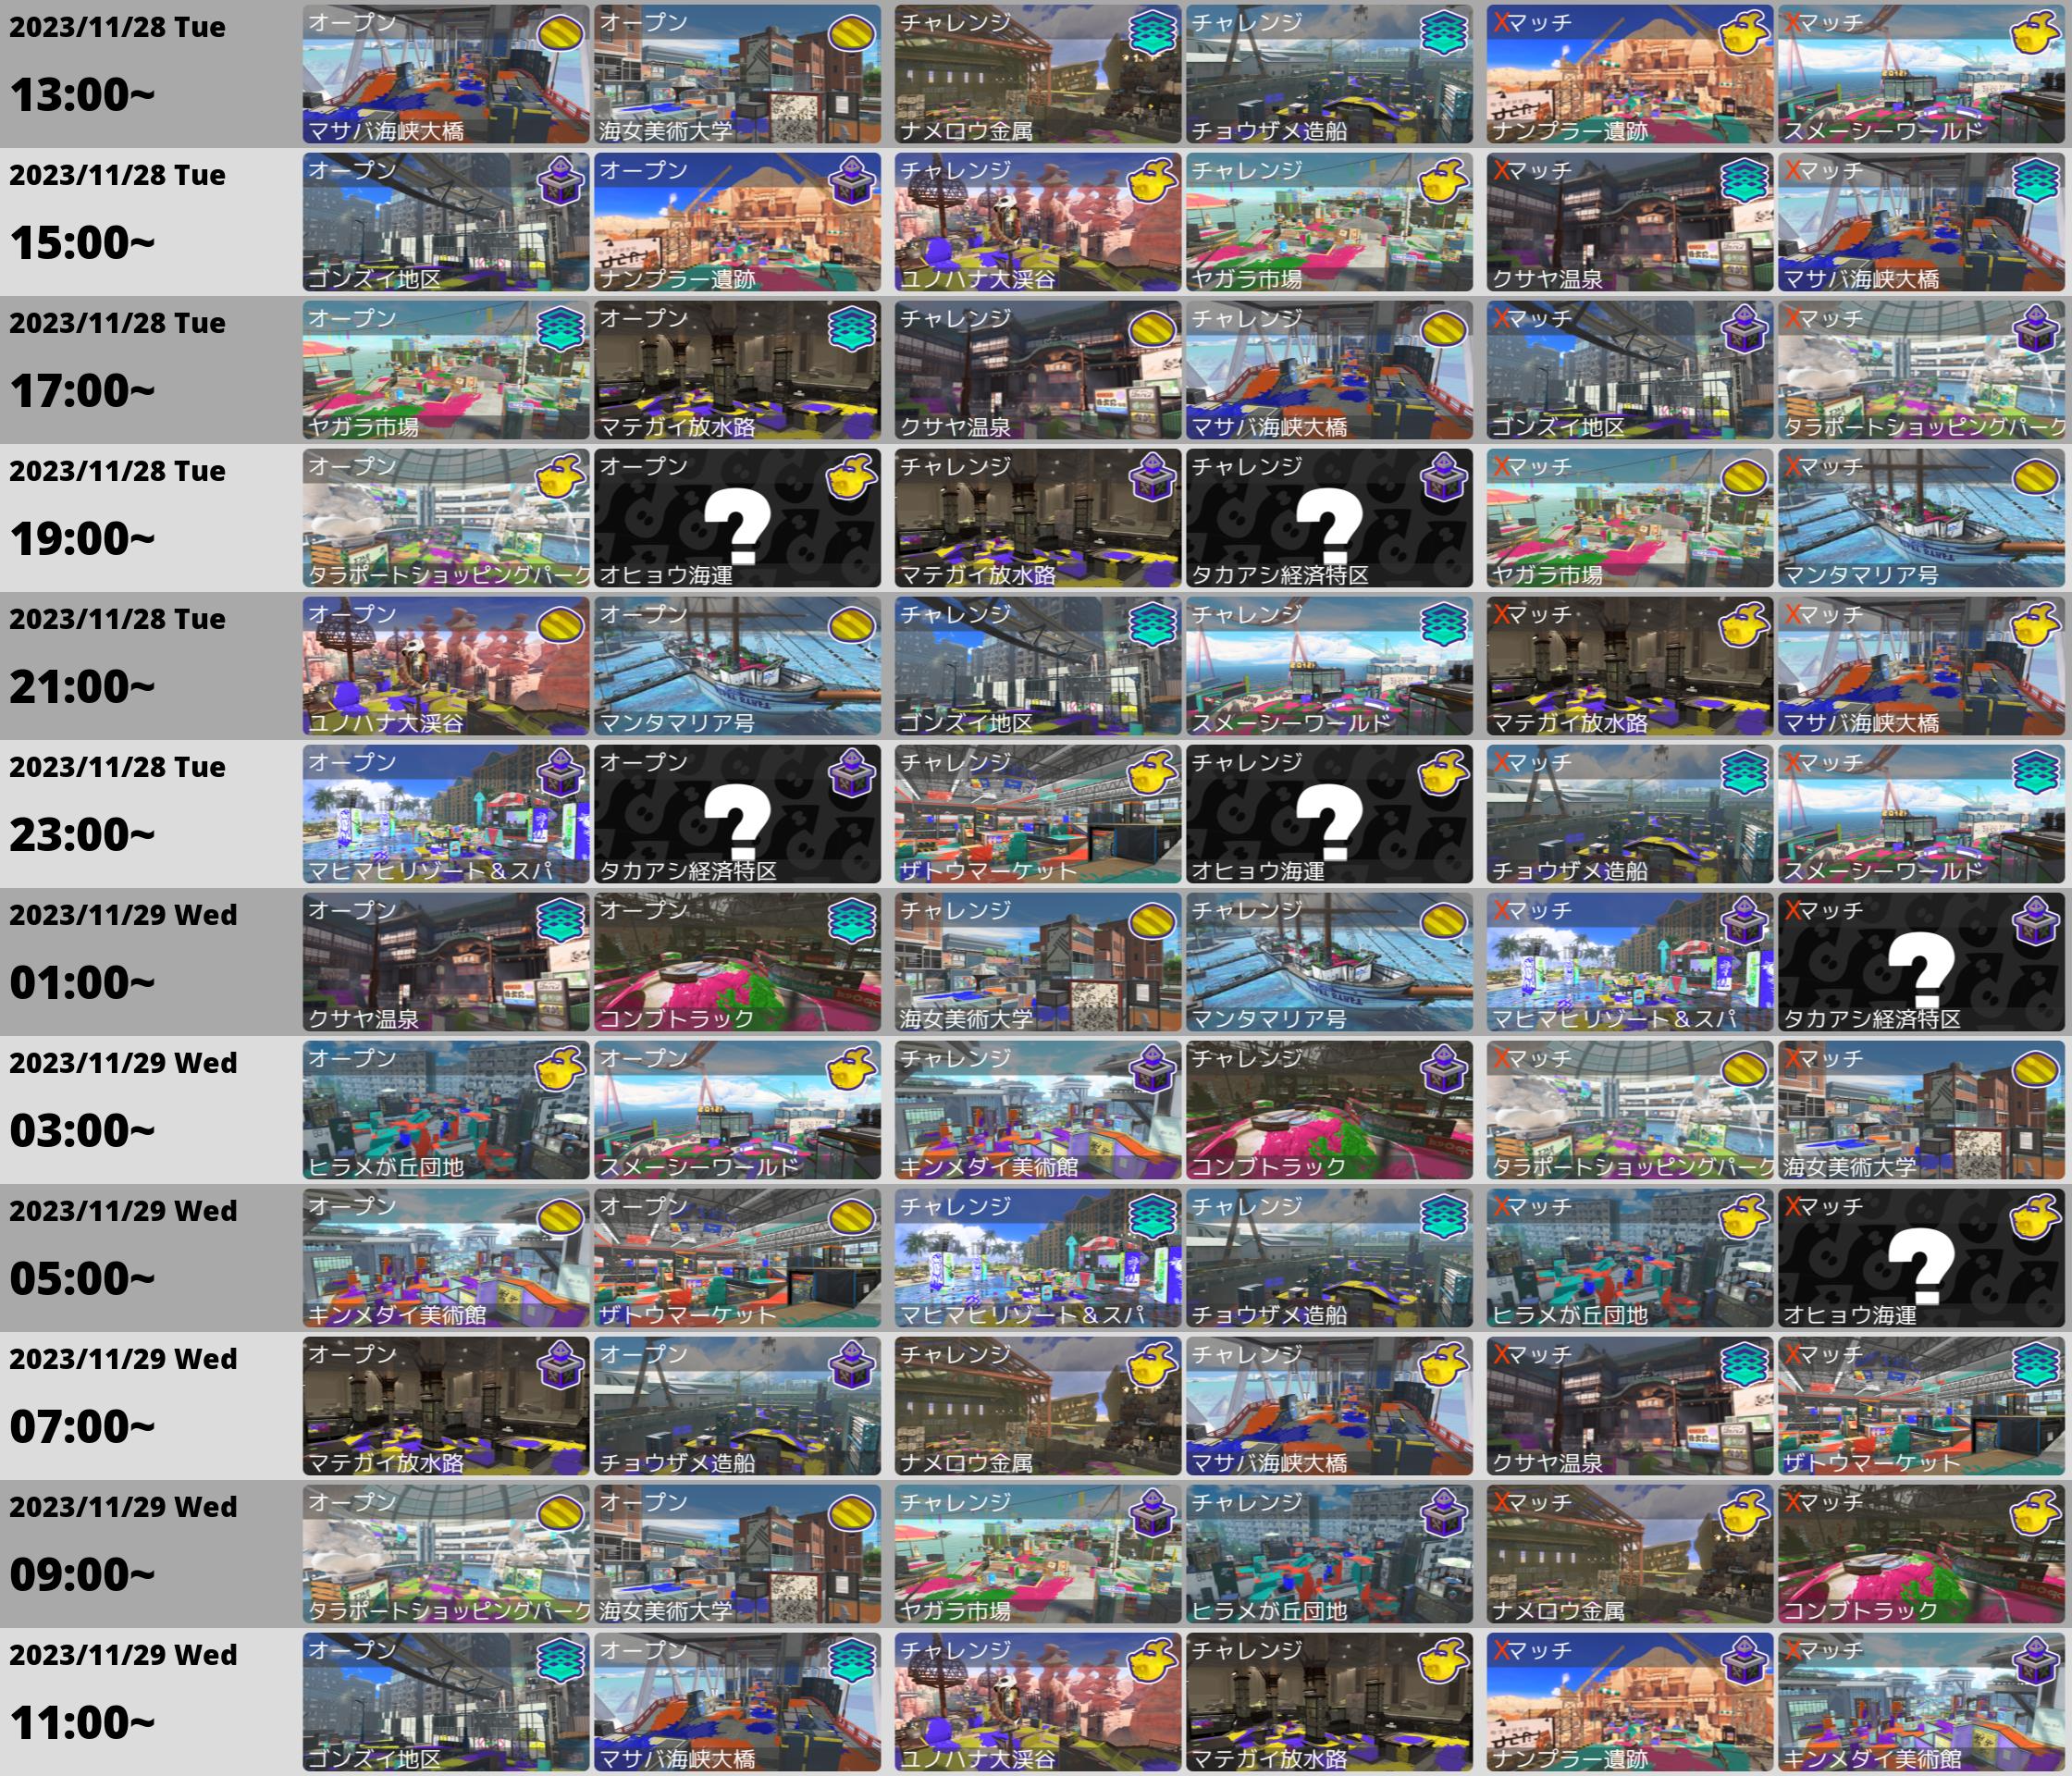 2023/11/28 Tue
13:00~
オープン
マサバ海峡大橋
オープン
海女美術大学
チャレンジ
ナメロウ金属
チャレンジ
チョウザメ造船
Xマッチ
ナンプラー遺跡
Xマッチ
スメーシーワールド
2023/11/28 Tue
15:00~
オープン
ゴンズイ地区
オープン
ナンプラー遺跡
チャレンジ
ユノハナ大渓谷
チャレンジ
ヤガラ市場
Xマッチ
クサヤ温泉
Xマッチ
マサバ海峡大橋
2023/11/28 Tue
17:00~
オープン
ヤガラ市場
オープン
マテガイ放水路
チャレンジ
クサヤ温泉
チャレンジ
マサバ海峡大橋
Xマッチ
ゴンズイ地区
Xマッチ
タラポートショッピングパーク
2023/11/28 Tue
19:00~
オープン
タラポートショッピングパーク
オープン
?
オヒョウ海運
チャレンジ
マテガイ放水路
チャレンジ
?
タカアシ経済特区
Xマッチ
ヤガラ市場
Xマッチ
マンタマリア号
2023/11/28 Tue
21:00~
オープン
ユノハナ大渓谷
オープン
マンタマリア号
チャレンジ
ゴンズイ地区
チャレンジ
スメーシーワールド
Xマッチ
マテガイ放水路
Xマッチ
マサバ海峡大橋
2023/11/28 Tue
23:00~
オープン
マヒマヒリゾート＆スパ
オープン
?
タカアシ経済特区
チャレンジ
ザトウマーケット
チャレンジ
?
オヒョウ海運
Xマッチ
チョウザメ造船
Xマッチ
スメーシーワールド
2023/11/29 Wed
01:00~
オープン
クサヤ温泉
オープン
コンブトラック
チャレンジ
海女美術大学
チャレンジ
マンタマリア号
Xマッチ
マヒマヒリゾート＆スパ
Xマッチ
?
タカアシ経済特区
2023/11/29 Wed
03:00~
オープン
ヒラメが丘団地
オープン
スメーシーワールド
チャレンジ
キンメダイ美術館
チャレンジ
コンブトラック
Xマッチ
タラポートショッピングパーク
Xマッチ
海女美術大学
2023/11/29 Wed
05:00~
オープン
キンメダイ美術館
オープン
ザトウマーケット
チャレンジ
マヒマヒリゾート＆スパ
チャレンジ
チョウザメ造船
Xマッチ
ヒラメが丘団地
Xマッチ
?
オヒョウ海運
2023/11/29 Wed
07:00~
オープン
マテガイ放水路
オープン
チョウザメ造船
チャレンジ
ナメロウ金属
チャレンジ
マサバ海峡大橋
Xマッチ
クサヤ温泉
Xマッチ
ザトウマーケット
2023/11/29 Wed
09:00~
オープン
タラポートショッピングパーク
オープン
海女美術大学
チャレンジ
ヤガラ市場
チャレンジ
ヒラメが丘団地
Xマッチ
ナメロウ金属
Xマッチ
コンブトラック
2023/11/29 Wed
11:00~
オープン
ゴンズイ地区
オープン
マサバ海峡大橋
チャレンジ
ユノハナ大渓谷
チャレンジ
マテガイ放水路
Xマッチ
ナンプラー遺跡
Xマッチ
キンメダイ美術館